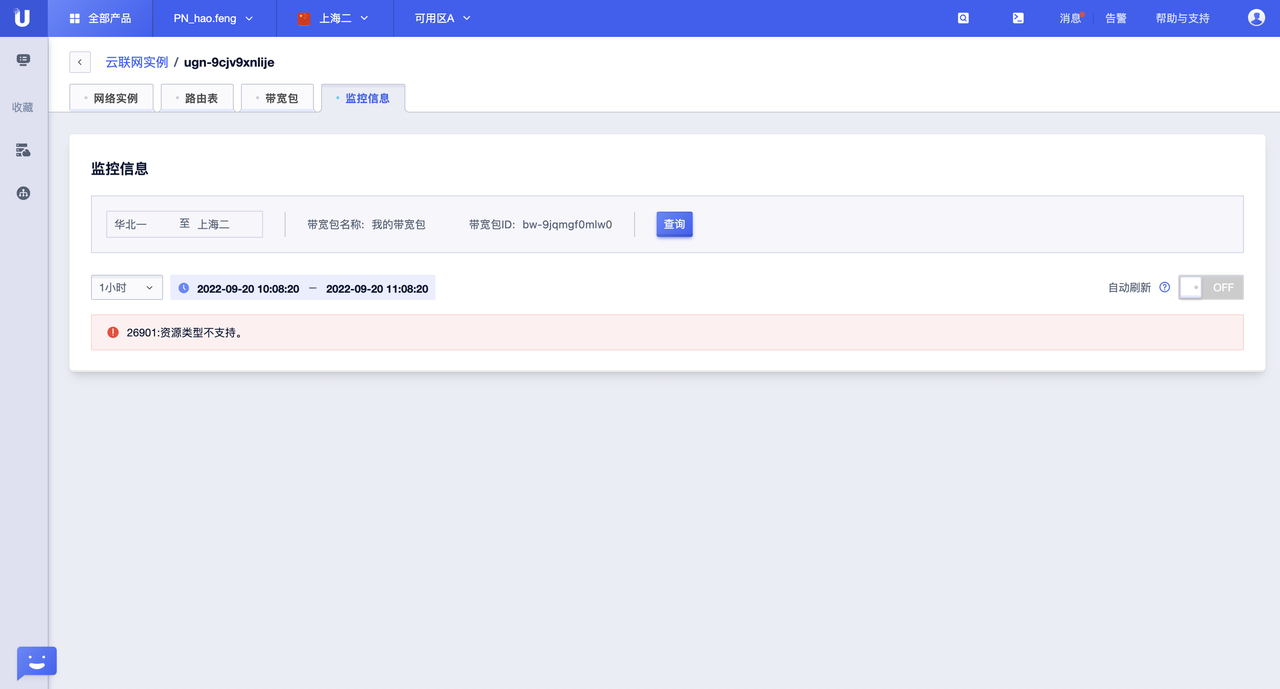 全部产品 PN_hao.feng 上海二 可用区A 消息 告警 帮助与支持
云联网实例 / ugn-9cjv9xnlije
网络实例 路由表 带宽包 监控信息
收藏
监控信息
华北一 至 上海二 带宽包名称: 我的带宽包 带宽包ID: bw-9jqmgf0mlw0 查询
1小时 2022-09-20 10:08:20 — 2022-09-20 11:08:20 自动刷新 OFF
26901:资源类型不支持。